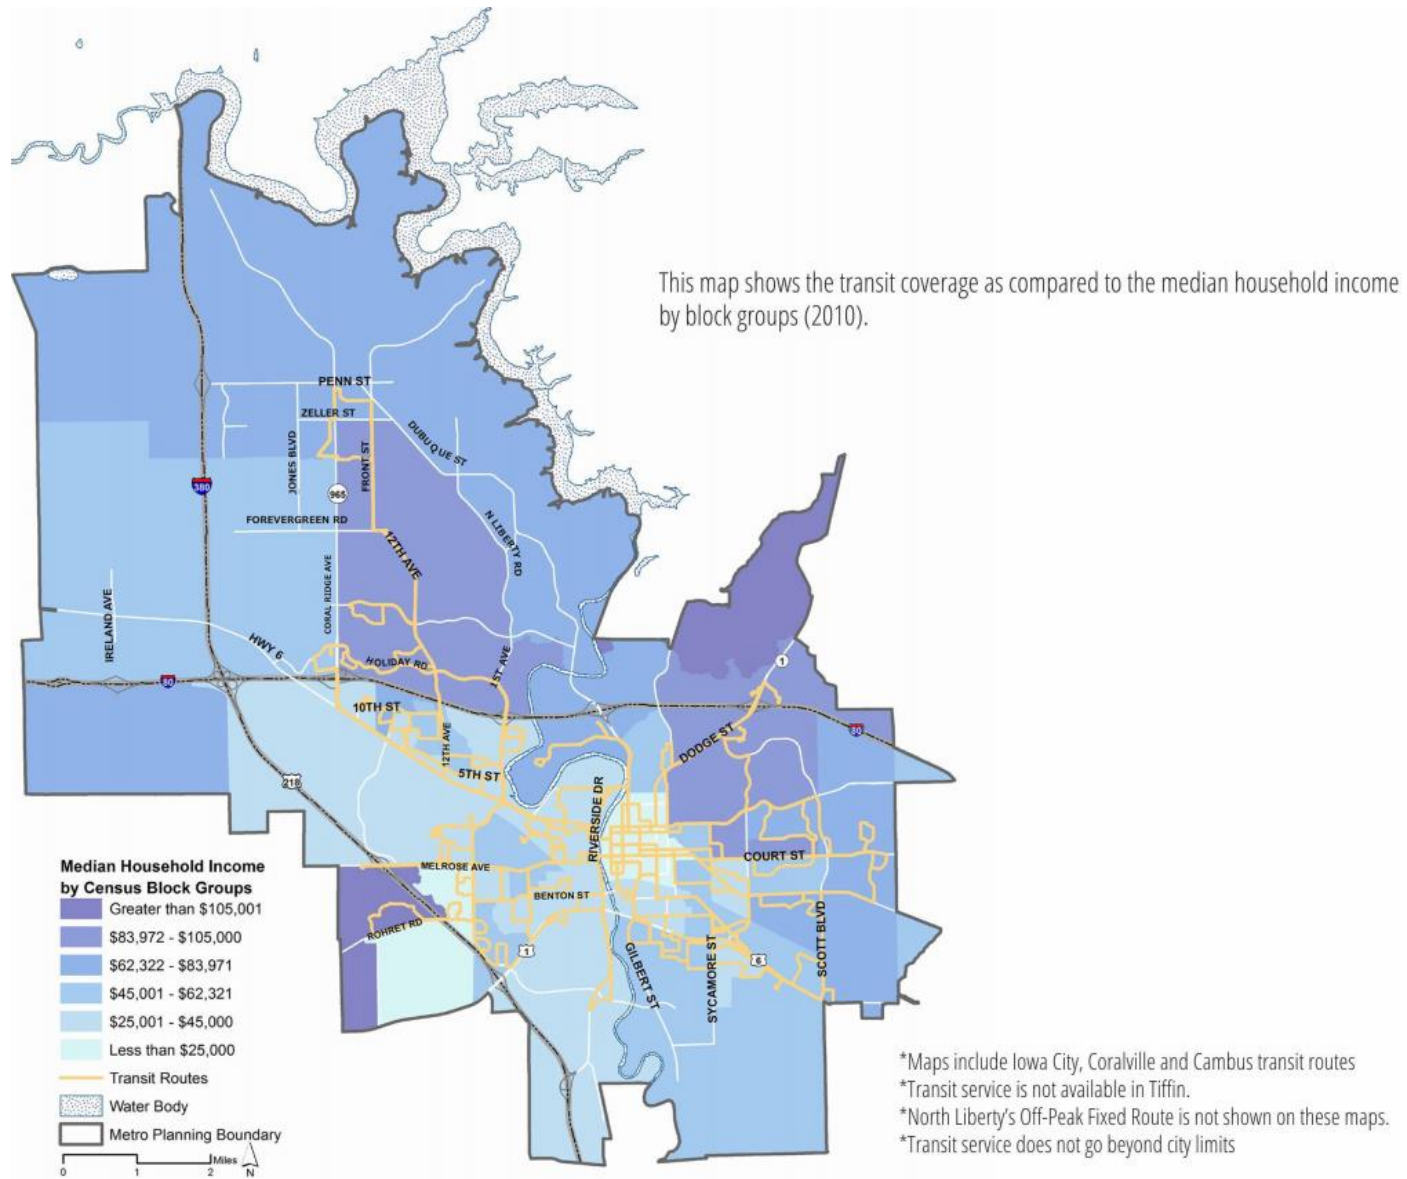 This map shows the transit coverage as compared to the median household income
by block groups (2010).
PENN ST
ZELLER ST
DUBUQUE ST
JONES BLVD
FRONT ST
380
965
FOREVERGREEN RD
N LIBERTY RD
12TH AVE
CORAL RIDGE AVE
IRELAND AVE
HWY 6
HOLIDAY RD
1ST AVE
1
80
10TH ST
12TH AVE
DODGE ST
80
5TH ST
218
RIVERSIDE DR
COURT ST
MELROSE AVE
BENTON ST
ROHRET RD
1
GILBERT ST
SYCAMORE ST
6
SCOTT BLVD
Median Household Income
by Census Block Groups
Greater than $105,001
$83,972 - $105,000
$62,322 - $83,971
$45,001 - $62,321
$25,001 - $45,000
Less than $25,000
Transit Routes
Water Body
Metro Planning Boundary
Miles
0 1 2 N
*Maps include Iowa City, Coralville and Cambus transit routes
*Transit service is not available in Tiffin.
*North Liberty's Off-Peak Fixed Route is not shown on these maps.
*Transit service does not go beyond city limits